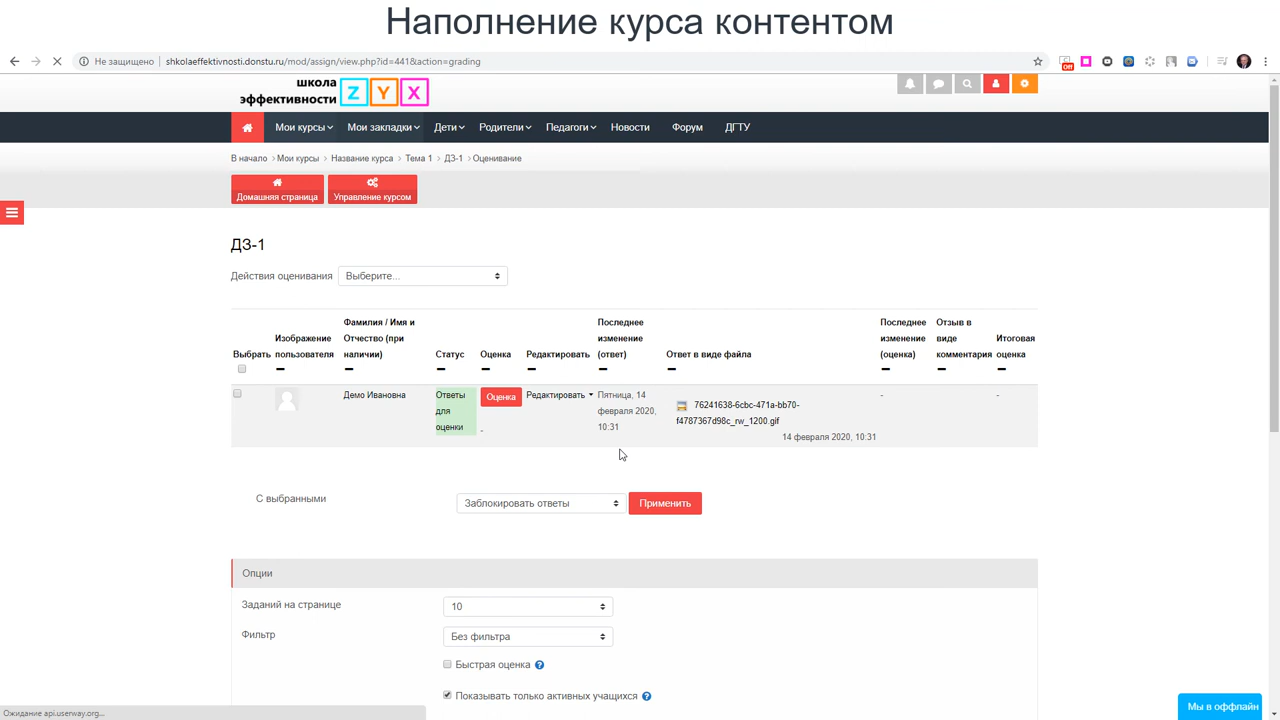 Наполнение курса контентом
Не защищено shkolaeffektivnosti.donstu.ru/mod/assign/view.php?id=441&action=grading
Off
школа
эффективности
Z Y X
Мои курсы Мои закладки Дети Родители Педагоги Новости Форум ДГТУ
В начало › Мои курсы › Название курса › Тема 1 › ДЗ-1 › Оценивание
Домашняя страница
Управление курсом
ДЗ-1
Действия оценивания Выберите...
Выбрать
Изображение
пользователя
Фамилия / Имя и
Отчество (при
наличии)
Статус
Оценка
Редактировать
Последнее
изменение
(ответ)
Ответ в виде файла
Последнее
изменение
(оценка)
Отзыв в
виде
комментария
Итоговая
оценка
Демо Ивановна
Ответы
для
оценки
Оценка
-
Редактировать
Пятница, 14
февраля 2020,
10:31
76241638-6cbc-471a-bb70-
f4787367d98c_rw_1200.gif
14 февраля 2020, 10:31
-
-
С выбранными Заблокировать ответы Применить
Опции
Заданий на странице 10
Фильтр Без фильтра
Быстрая оценка ?
Показывать только активных учащихся ?
Ожидание api.userway.org...
Мы в оффлайн